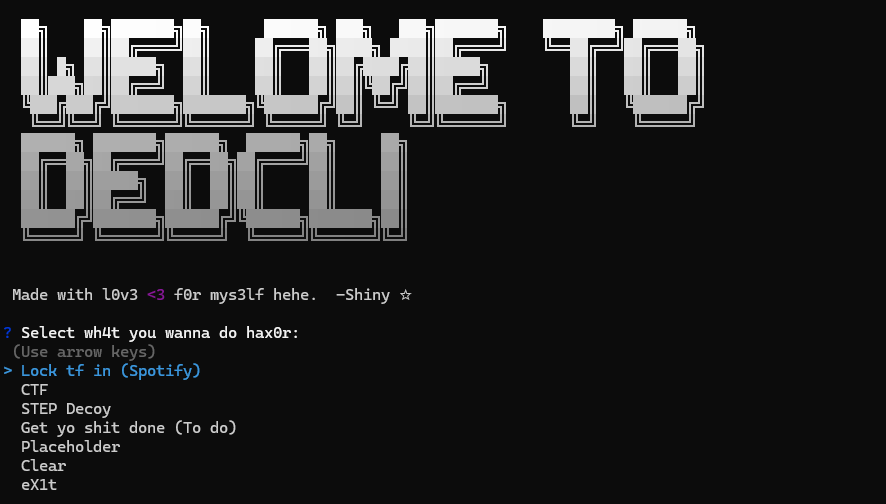 WELOME TO
DEDCLI
Made with l0v3 <3 f0r mys3lf hehe. –Shiny ☆
? Select wh4t you wanna do hax0r:
(Use arrow keys)
> Lock tf in (Spotify)
CTF
STEP Decoy
Get yo shit done (To do)
Placeholder
Clear
eX1t